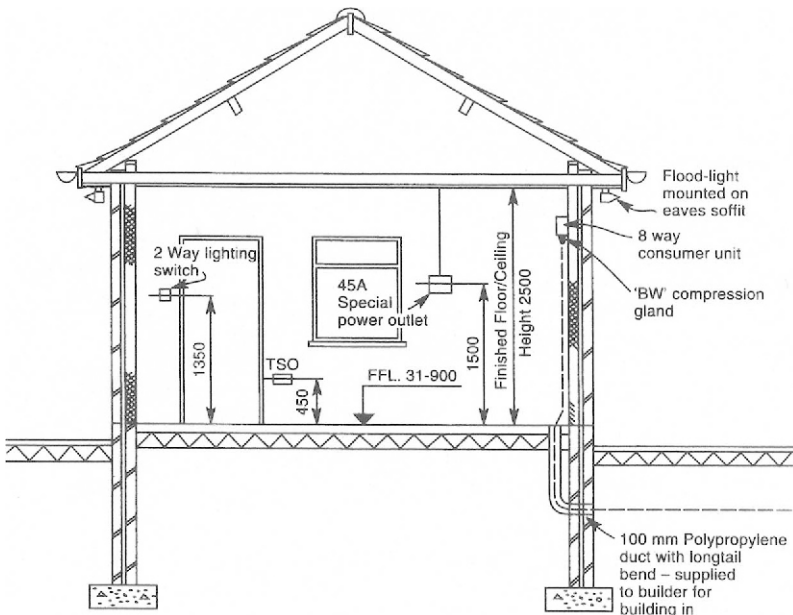 Flood-light
mounted on
eaves soffit
8 way
consumer unit
'BW' compression
gland
2 Way lighting
switch
45A
Special
power outlet
Finished Floor/Ceiling
Height 2500
1350
1500
TSO
450
FFL. 31-900
100 mm Polypropylene
duct with longtail
bend – supplied
to builder for
building in